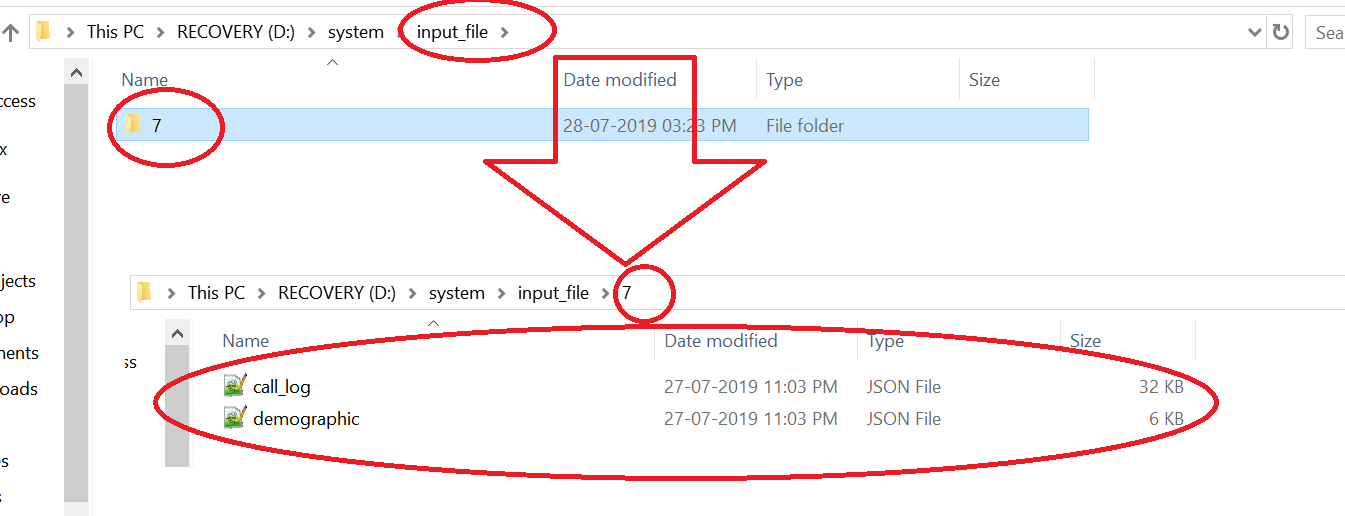 This PC RECOVERY (D:) system input_file Sea
Name Date modified Type Size
ccess
7 28-07-2019 03:23 PM File folder
x
e
jects
This PC RECOVERY (D:) system input_file 7
op
Name Date modified Type Size
ments
ss
call_log 27-07-2019 11:03 PM JSON File 32 KB
oads
demographic 27-07-2019 11:03 PM JSON File 6 KB
es
s